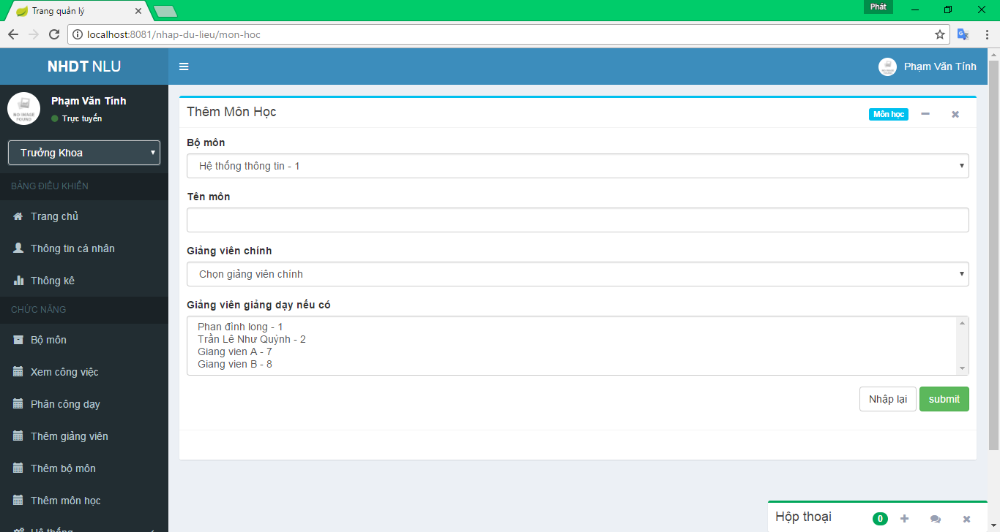 Trang quản lý
Phát
localhost:8081/nhap-du-lieu/mon-hoc
NHDT NLU
Phạm Văn Tính
Phạm Văn Tính
Trực tuyến
Trưởng Khoa
BẢNG ĐIỀU KHIỂN
Trang chủ
Thông tin cá nhân
Thông kê
CHỨC NĂNG
Bộ môn
Xem công việc
Phân công dạy
Thêm giảng viên
Thêm bộ môn
Thêm môn học
Hệ thống
Thêm Môn Học
Môn học
Bộ môn
Hệ thống thông tin - 1
Tên môn
Giảng viên chính
Chọn giảng viên chính
Giảng viên giảng dạy nếu có
Phan đình long - 1
Trần Lê Như Quỳnh - 2
Giang vien A - 7
Giang vien B - 8
Nhập lại
submit
Hộp thoại
0